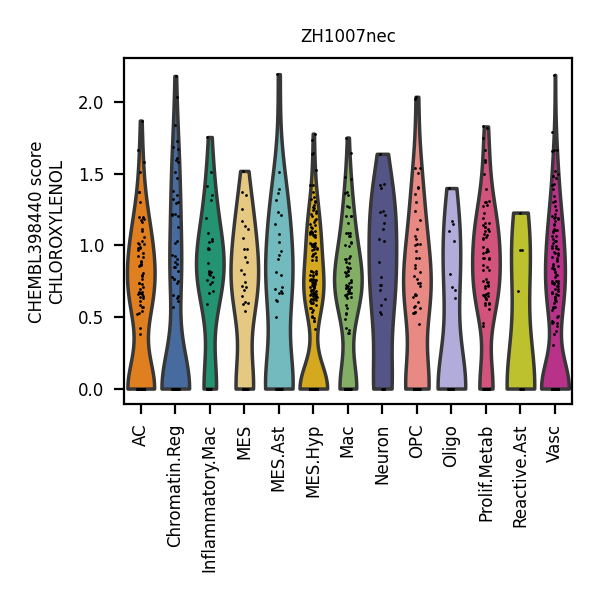 ZH1007nec
CHEMBL398440 score
CHLOROXYLENOL
2.0
1.5
1.0
0.5
0.0
AC
Chromatin.Reg
Inflammatory.Mac
MES
MES.Ast
MES.Hyp
Mac
Neuron
OPC
Oligo
Prolif.Metab
Reactive.Ast
Vasc